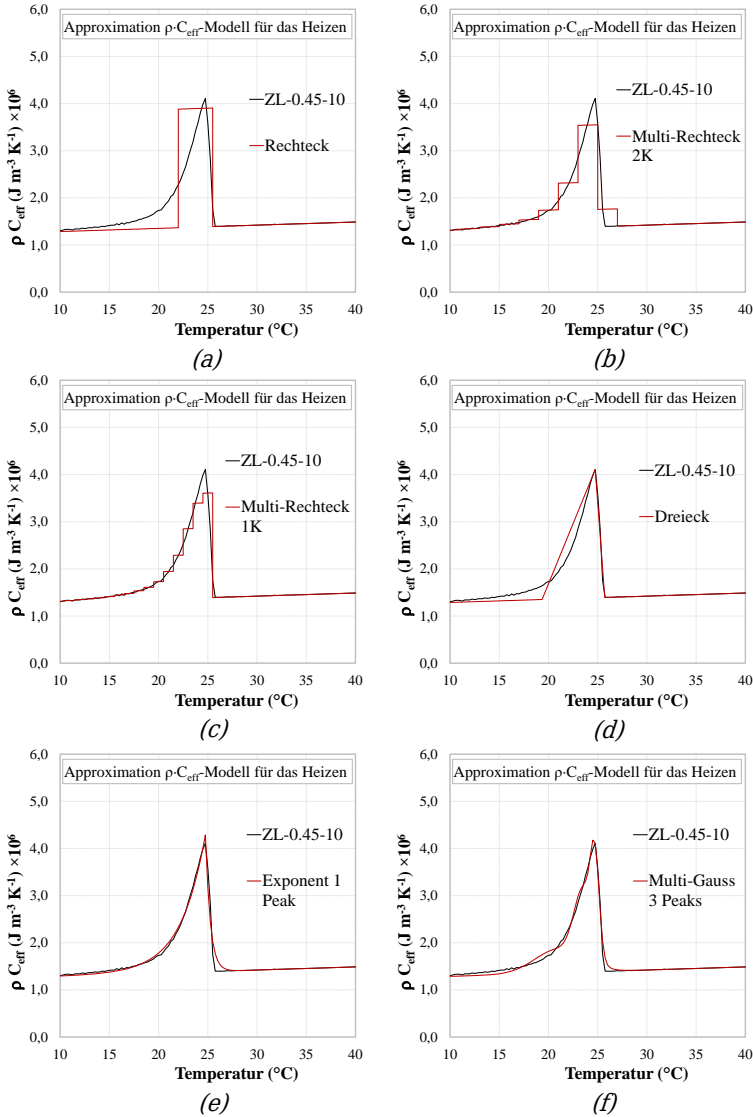 Approximation ρ·Ceff-Modell für das Heizen
6,0
5,0
4,0
3,0
2,0
1,0
0,0
ρ Ceff (J m-3 K-1) ×10⁶
ZL-0.45-10
Rechteck
10 15 20 25 30 35 40
Temperatur (°C)
(a)
Approximation ρ·Ceff-Modell für das Heizen
6,0
5,0
4,0
3,0
2,0
1,0
0,0
ρ Ceff (J m-3 K-1) ×10⁶
ZL-0.45-10
Multi-Rechteck
2K
10 15 20 25 30 35 40
Temperatur (°C)
(b)
Approximation ρ·Ceff-Modell für das Heizen
6,0
5,0
4,0
3,0
2,0
1,0
0,0
ρ Ceff (J m-3 K-1) ×10⁶
ZL-0.45-10
Multi-Rechteck
1K
10 15 20 25 30 35 40
Temperatur (°C)
(c)
Approximation ρ·Ceff-Modell für das Heizen
6,0
5,0
4,0
3,0
2,0
1,0
0,0
ρ Ceff (J m-3 K-1) ×10⁶
ZL-0.45-10
Dreieck
10 15 20 25 30 35 40
Temperatur (°C)
(d)
Approximation ρ·Ceff-Modell für das Heizen
6,0
5,0
4,0
3,0
2,0
1,0
0,0
ρ Ceff (J m-3 K-1) ×10⁶
ZL-0.45-10
Exponent 1
Peak
10 15 20 25 30 35 40
Temperatur (°C)
(e)
Approximation ρ·Ceff-Modell für das Heizen
6,0
5,0
4,0
3,0
2,0
1,0
0,0
ρ Ceff (J m-3 K-1) ×10⁶
ZL-0.45-10
Multi-Gauss
3 Peaks
10 15 20 25 30 35 40
Temperatur (°C)
(f)